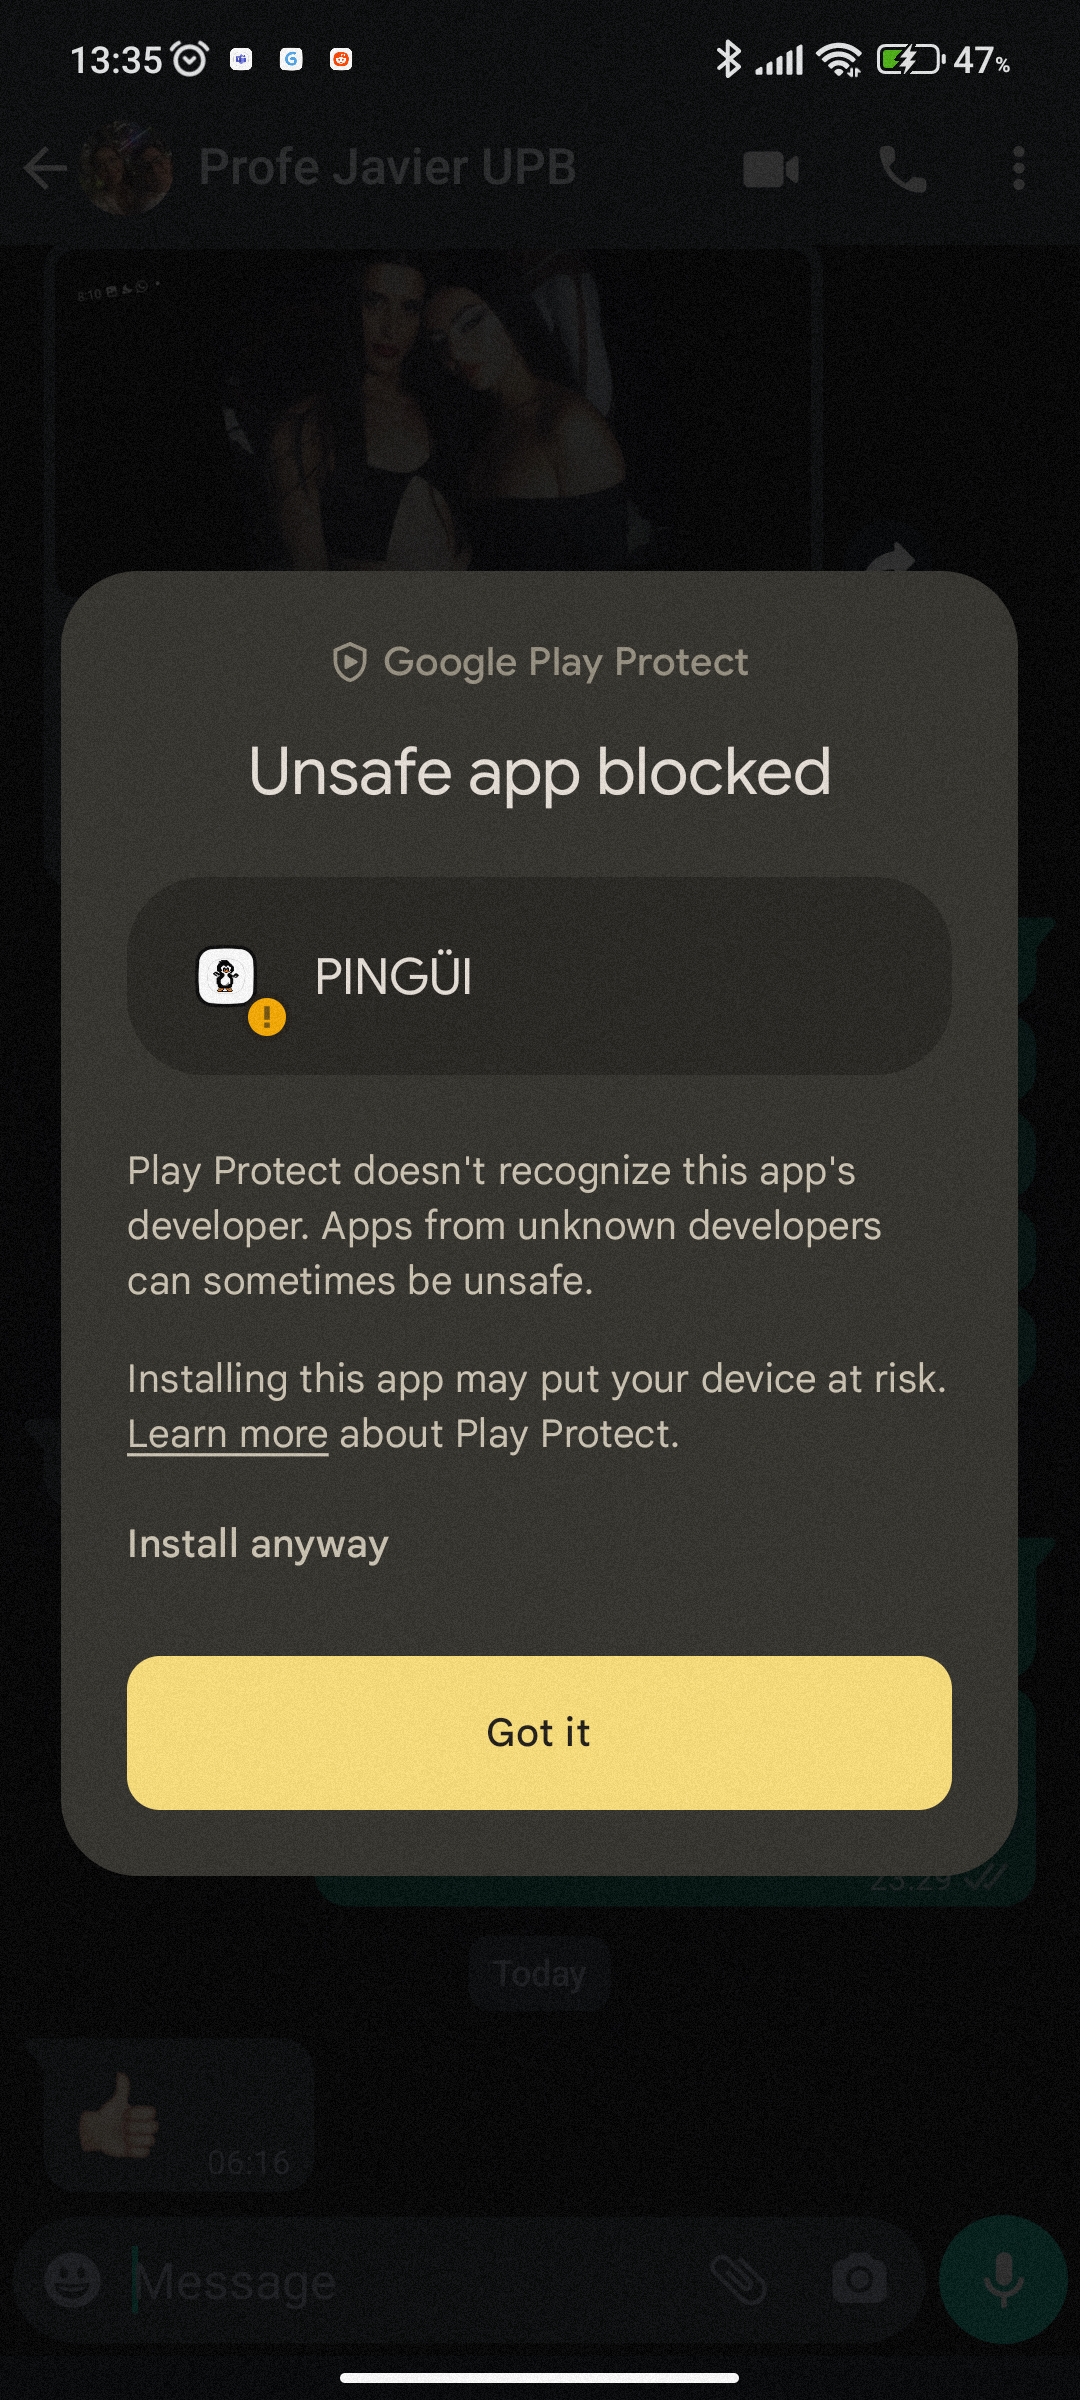 13:35 47%
Profe Javier UPB
8:10
Google Play Protect
Unsafe app blocked
PINGÜI
Play Protect doesn't recognize this app's
developer. Apps from unknown developers
can sometimes be unsafe.
Installing this app may put your device at risk.
Learn more about Play Protect.
Install anyway
Got it
23:29
Today
06:16
Message